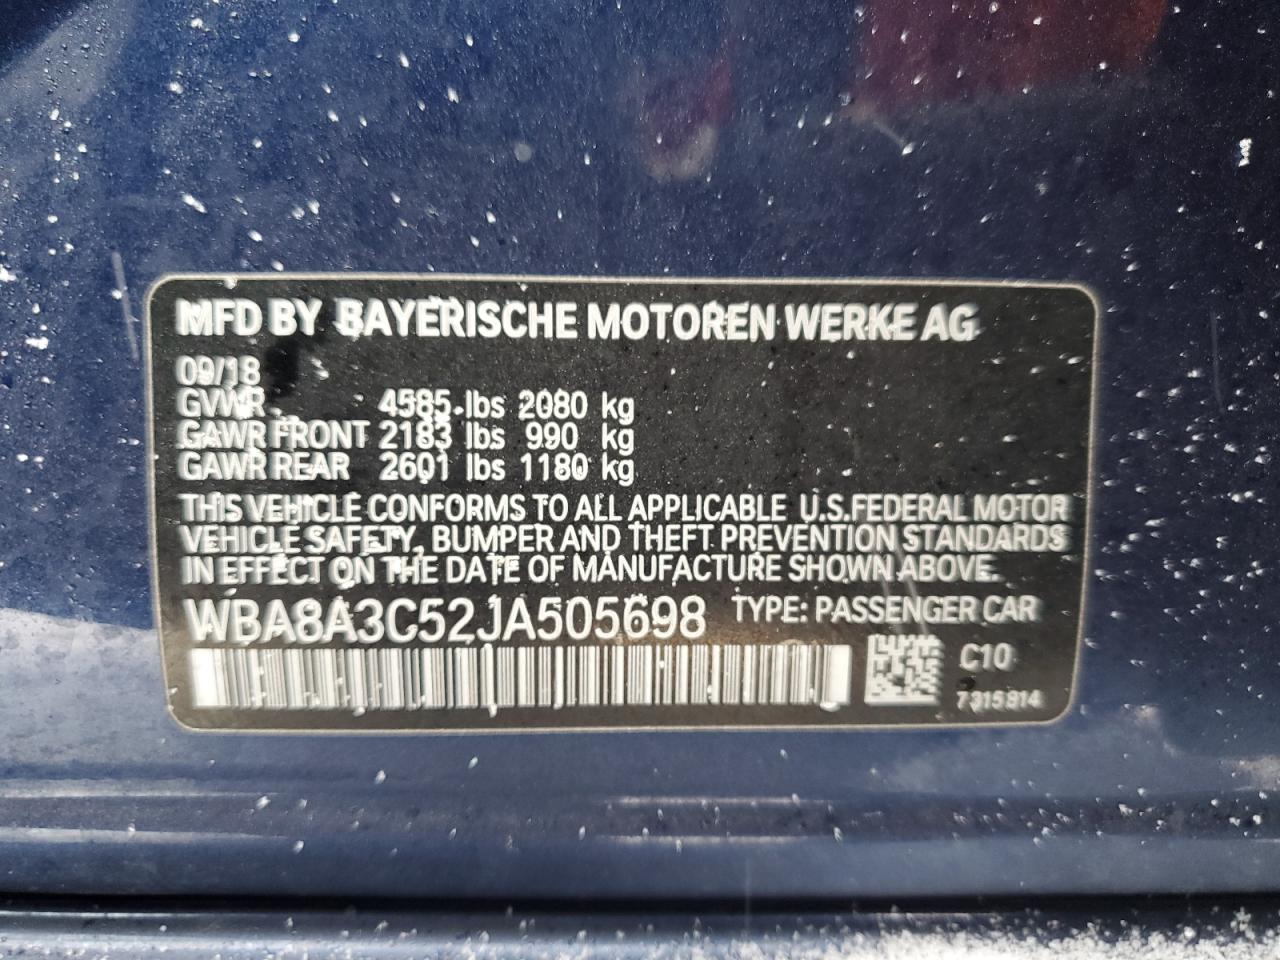 MFD BY BAYERISCHE MOTOREN WERKE AG
09/18
GVWR 4585 lbs 2080 kg
GAWR FRONT 2183 lbs 990 kg
GAWR REAR 2601 lbs 1180 kg
THIS VEHICLE CONFORMS TO ALL APPLICABLE U.S.FEDERAL MOTOR
VEHICLE SAFETY, BUMPER AND THEFT PREVENTION STANDARDS
IN EFFECT ON THE DATE OF MANUFACTURE SHOWN ABOVE.
WBA8A3C52JA505698 TYPE: PASSENGER CAR
C10
7315814